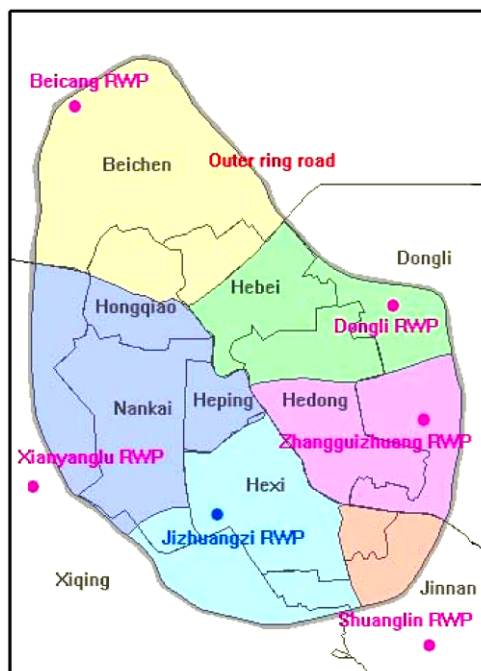 Beicang RWP
Beichen
Outer ring road
Dongli
Hebei
Hongqiao
Dongli RWP
Heping
Hedong
Nankai
Zhangguizhuang RWP
Xianyanglu RWP
Hexi
Jizhuangzi RWP
Xiqing
Jinnan
Shuanglin RWP